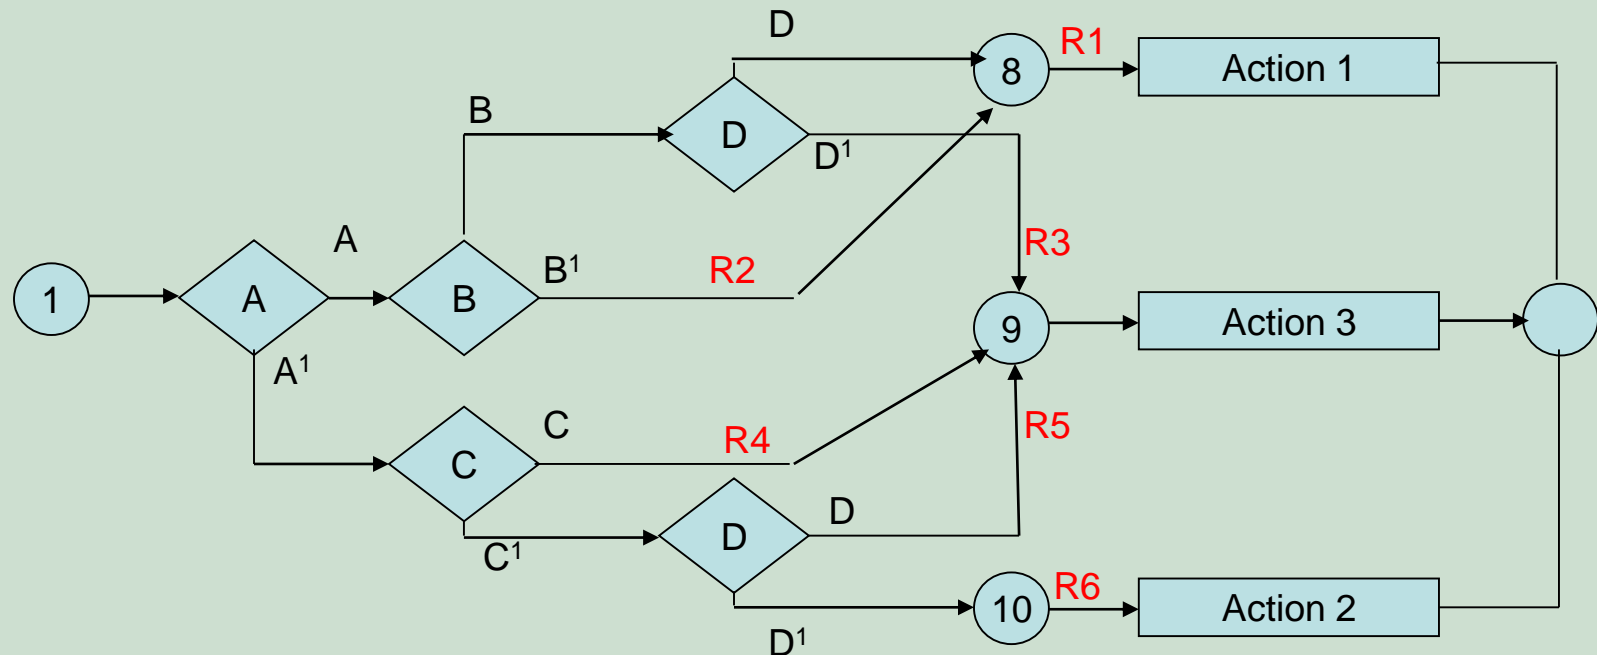 D
8
R1
Action 1
B
D
D¹
A
R3
B¹
R2
1
A
B
9
Action 3
A¹
C
R4
R5
C
D
D
C¹
10
R6
Action 2
D¹